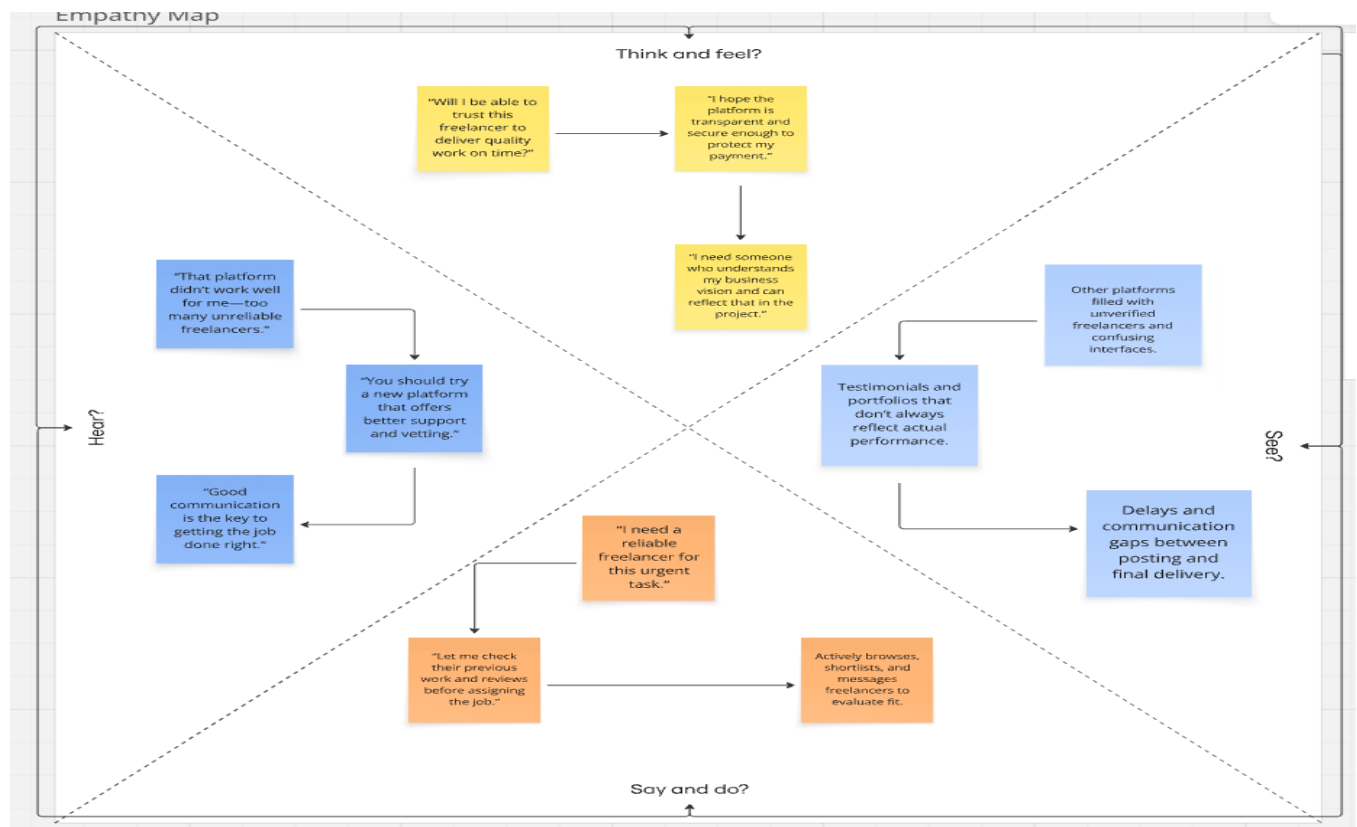 Empathy Map
Think and feel?
“Will I be able to
trust this
freelancer to
deliver quality
work on time?”
“I hope the
platform is
transparent and
secure enough to
protect my
payment.”
“I need someone
who understands
my business
vision and can
reflect that in the
project.”
Hear?
“That platform
didn’t work well
for me—too
many unreliable
freelancers.”
“You should try
a new platform
that offers
better support
and vetting.”
“Good
communication
is the key to
getting the job
done right.”
See?
Other platforms
filled with
unverified
freelancers and
confusing
interfaces.
Testimonials and
portfolios that
don’t always
reflect actual
performance.
Delays and
communication
gaps between
posting and
final delivery.
“I need a
reliable
freelancer for
this urgent
task.”
“Let me check
their previous
work and reviews
before assigning
the job.”
Actively browses,
shortlists, and
messages
freelancers to
evaluate fit.
Say and do?